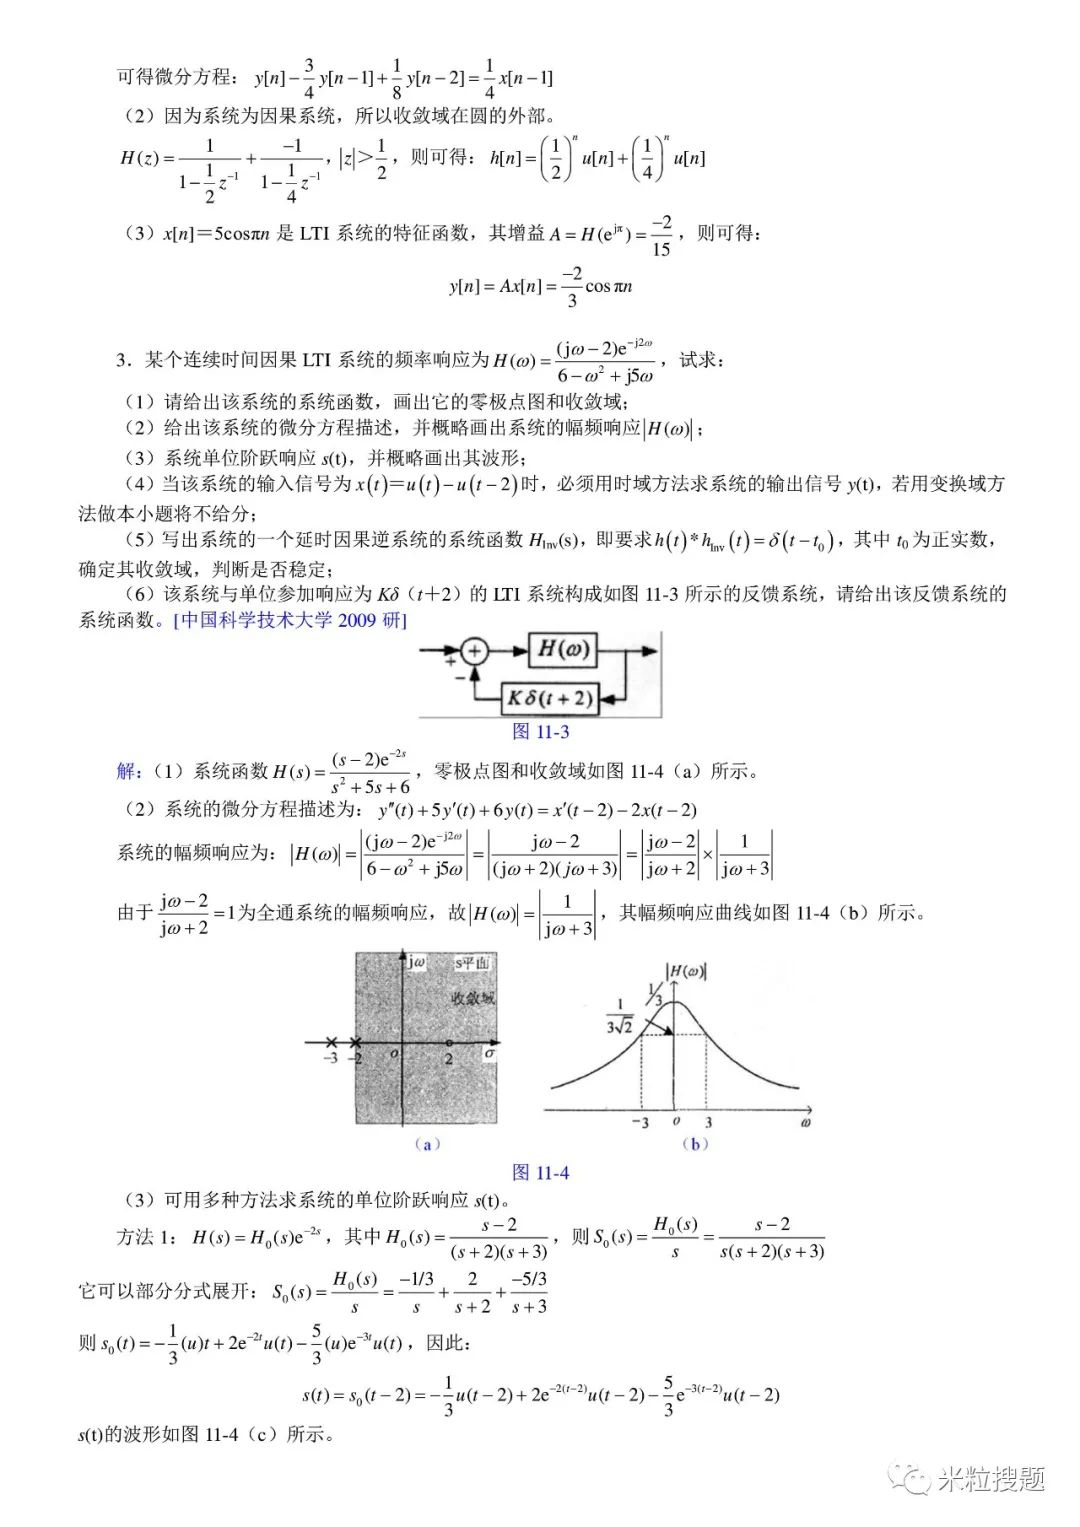 可得微分方程： y[n]−3/4 y[n−1]+1/8 y[n−2]=1/4 x[n−1]
（2）因为系统为因果系统，所以收敛域在圆的外部。
H(z)=1/(1−1/2 z⁻¹)+−1/(1−1/4 z⁻¹)，|z|>1/2，则可得：h[n]=(1/2)ⁿu[n]+(1/4)ⁿu[n]
（3）x[n]＝5cosπn 是 LTI 系统的特征函数，其增益 A=H(e^{jπ})=−2/15，则可得：
y[n]=Ax[n]=−2/3 cos πn
3．某个连续时间因果 LTI 系统的频率响应为 H(ω)=(jω−2)e^{−j2ω}/(6−ω²+j5ω)，试求：
（1）请给出该系统的系统函数，画出它的零极点图和收敛域；
（2）给出该系统的微分方程描述，并概略画出系统的幅频响应|H(ω)|；
（3）系统单位阶跃响应 s(t)，并概略画出其波形；
（4）当该系统的输入信号为 x(t)=u(t)−u(t−2)时，必须用时域方法求系统的输出信号 y(t)，若用变换域方
法做本小题将不给分；
（5）写出系统的一个延时因果逆系统的系统函数 H_{Inv}(s)，即要求 h(t)*h_{Inv}(t)=δ(t−t₀)，其中 t₀为正实数，
确定其收敛域，判断是否稳定；
（6）该系统与单位参加响应为 Kδ（t＋2）的 LTI 系统构成如图 11-3 所示的反馈系统，请给出该反馈系统的
系统函数。[中国科学技术大学 2009 研]
+ + − H(ω)
Kδ(t+2)
图 11-3
解：（1）系统函数 H(s)=(s−2)e^{−2s}/(s²+5s+6)，零极点图和收敛域如图 11-4（a）所示。
（2）系统的微分方程描述为： y″(t)+5y′(t)+6y(t)=x′(t−2)−2x(t−2)
系统的幅频响应为：|H(ω)|=|(jω−2)e^{−j2ω}/(6−ω²+j5ω)|=|(jω−2)/((jω+2)(jω+3))|=|(jω−2)/(jω+2)|×|1/(jω+3)|
由于 (jω−2)/(jω+2)=1为全通系统的幅频响应，故|H(ω)|=|1/(jω+3)|，其幅频响应曲线如图 11-4（b）所示。
jω s平面
收敛域
−3 −2 o 2 σ
（a）
|H(ω)|
1/3
1/(3√2)
−3 o 3 ω
（b）
图 11-4
（3）可用多种方法求系统的单位阶跃响应 s(t)。
方法 1： H(s)=H₀(s)e^{−2s}，其中 H₀(s)=(s−2)/((s+2)(s+3))，则 S₀(s)=H₀(s)/s=(s−2)/(s(s+2)(s+3))
它可以部分分式展开：S₀(s)=H₀(s)/s=(−1/3)/s+2/(s+2)+(−5/3)/(s+3)
则 s₀(t)=−1/3(u)t+2e^{−2t}u(t)−5/3(u)e^{−3t}u(t)，因此：
s(t)=s₀(t−2)=−1/3 u(t−2)+2e^{−2(t−2)}u(t−2)−5/3 e^{−3(t−2)}u(t−2)
s(t)的波形如图 11-4（c）所示。
米粒搜题